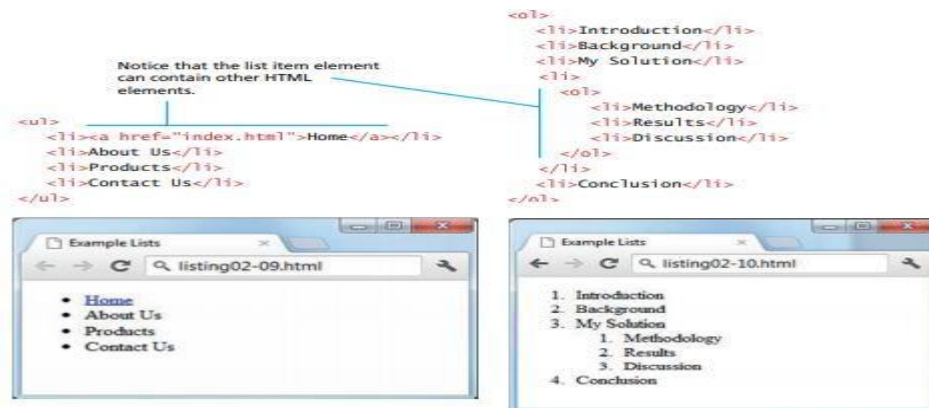 Notice that the list item element
can contain other HTML
elements.
<ul>
<li><a href="index.html">Home</a></li>
<li>About Us</li>
<li>Products</li>
<li>Contact Us</li>
</ul>
<ol>
<li>Introduction</li>
<li>Background</li>
<li>My Solution</li>
<li>
<ol>
<li>Methodology</li>
<li>Results</li>
<li>Discussion</li>
</ol>
</li>
<li>Conclusion</li>
</ol>
Example Lists
listing02-09.html
• Home
• About Us
• Products
• Contact Us
Example Lists
listing02-10.html
1. Introduction
2. Background
3. My Solution
1. Methodology
2. Results
3. Discussion
4. Conclusion